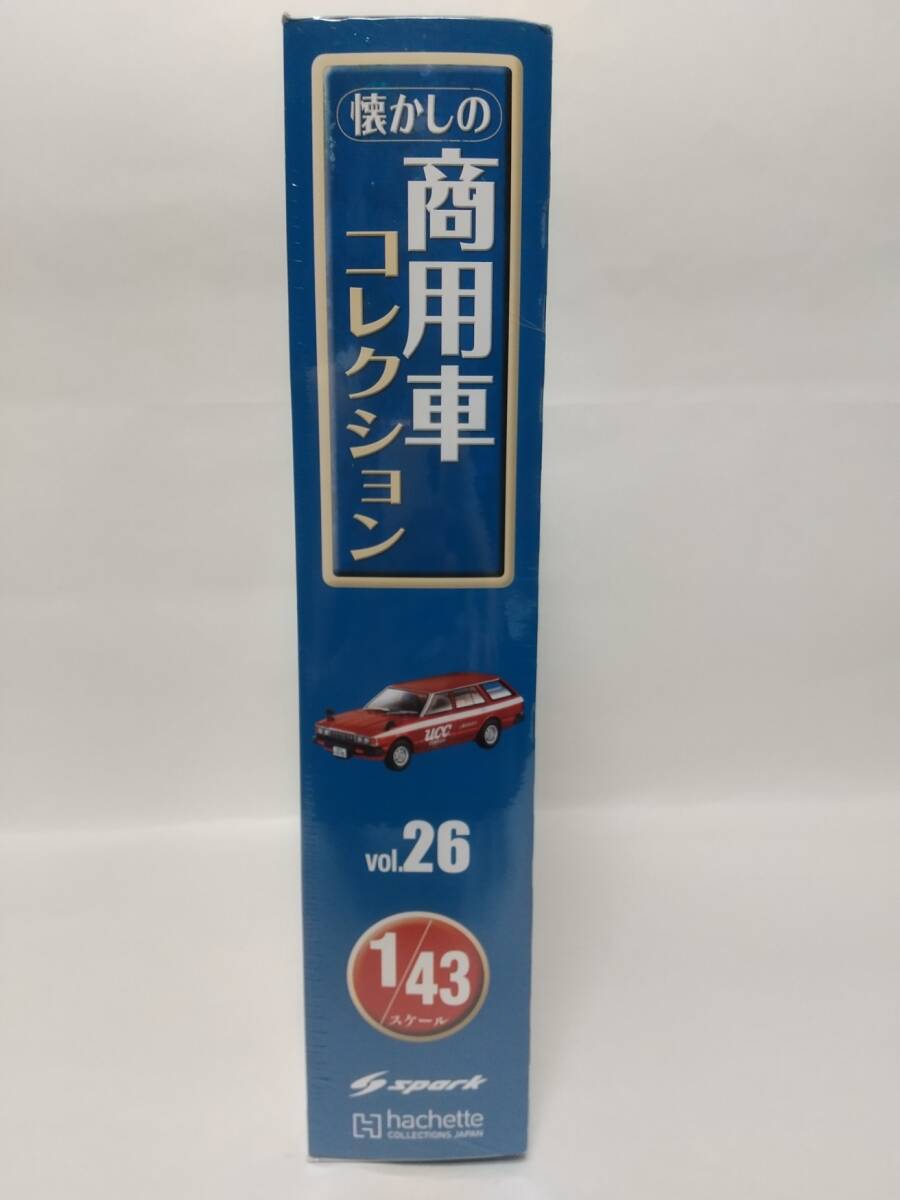 懐かしの
商用車
コレクション
UCC
vol.26
1/43
スケール
spark
hachette
COLLECTIONS JAPAN